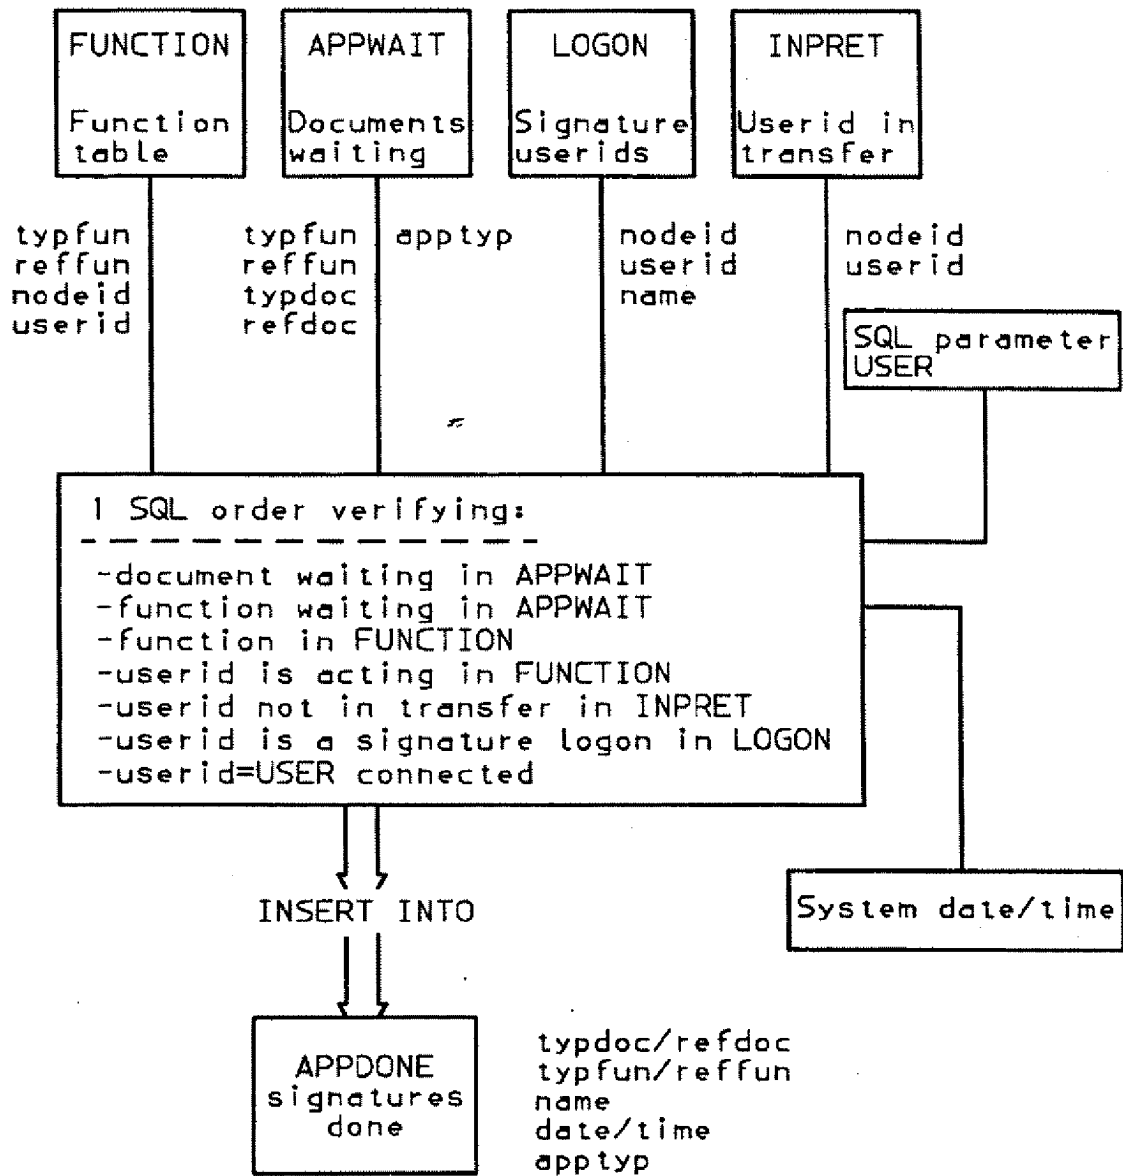 FUNCTION
Function
table
APPWAIT
Documents
waiting
LOGON
Signature
userids
INPRET
Userid in
transfer
typfun
reffun
nodeid
userid
typfun
reffun
typdoc
refdoc
apptyp
nodeid
userid
name
nodeid
userid
SQL parameter
USER
1 SQL order verifying:
-document waiting in APPWAIT
-function waiting in APPWAIT
-function in FUNCTION
-userid is acting in FUNCTION
-userid not in transfer in INPRET
-userid is a signature logon in LOGON
-userid=USER connected
System date/time
INSERT INTO
APPDONE
signatures
done
typdoc/refdoc
typfun/reffun
name
date/time
apptyp